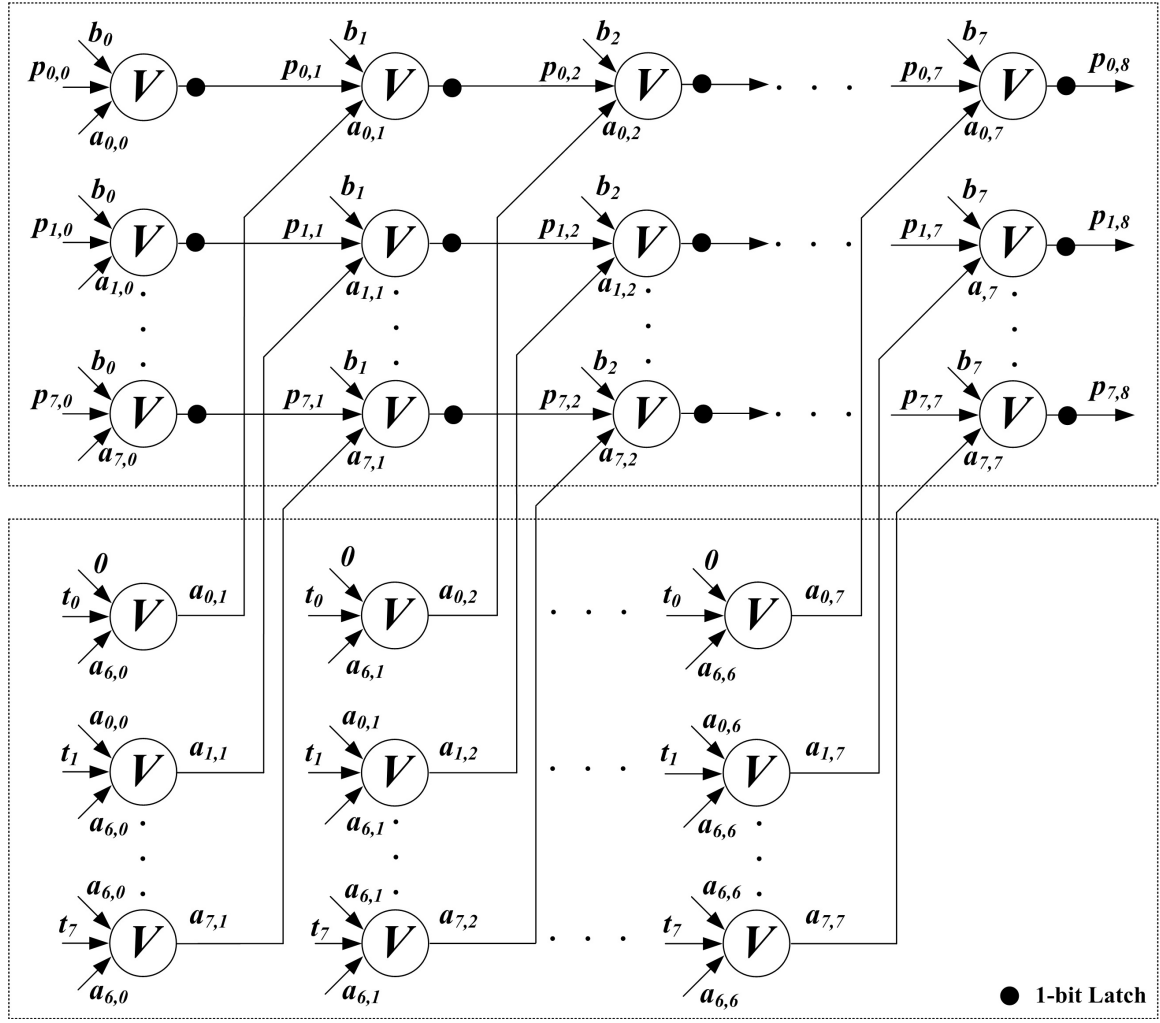 b0 b1 b2 b7
p0,0 V p0,1 V p0,2 V . . . p0,7 V p0,8
a0,0 a0,1 a0,2 a0,7
b0 b1 b2 b7
p1,0 V p1,1 V p1,2 V . . . p1,7 V p1,8
a1,0 a1,1 a1,2 a,7
b0 b1 b2 b7
p7,0 V p7,1 V p7,2 V . . . p7,7 V p7,8
a7,0 a7,1 a7,2 a7,7
0 0 0
t0 V a0,1 t0 V a0,2 . . . t0 V a0,7
a6,0 a6,1 a6,6
a0,0 a0,1 a0,6
t1 V a1,1 t1 V a1,2 . . . t1 V a1,7
a6,0 a6,1 a6,6
a6,0 a6,1 a6,6
t7 V a7,1 t7 V a7,2 . . . t7 V a7,7
a6,0 a6,1 a6,6
1-bit Latch